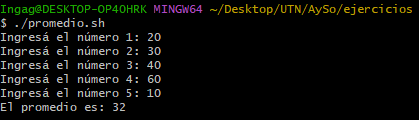 Ingag@DESKTOP-OP4OHRK MINGW64 ~/Desktop/UTN/AySo/ejercicios
$ ./promedio.sh
Ingresá el número 1: 20
Ingresá el número 2: 30
Ingresá el número 3: 40
Ingresá el número 4: 60
Ingresá el número 5: 10
El promedio es: 32